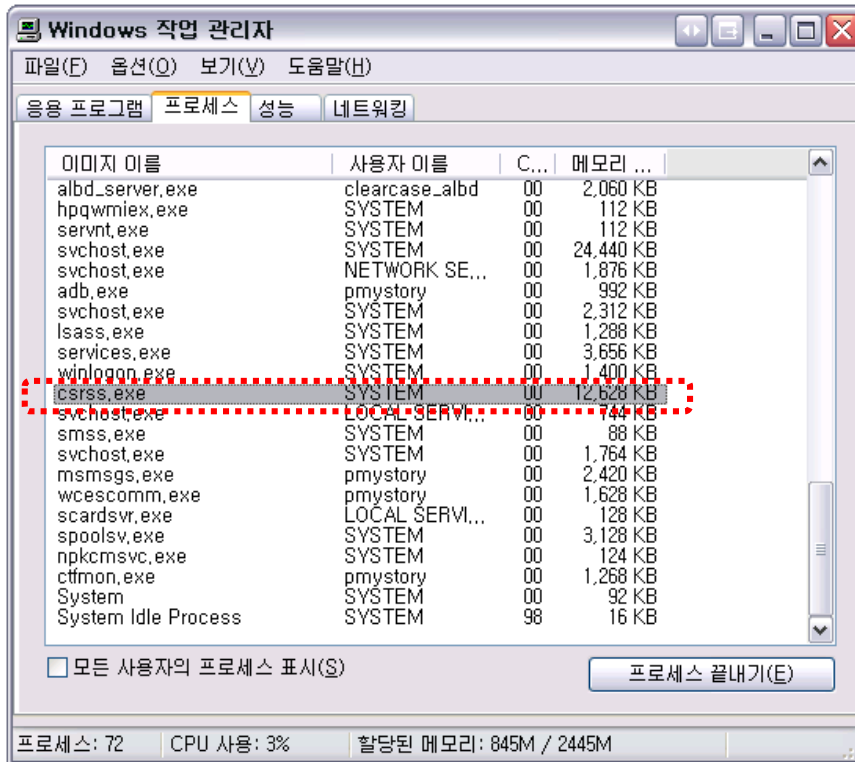 Windows 작업 관리자
파일(F) 옵션(O) 보기(V) 도움말(H)
응용 프로그램 프로세스 성능 네트워킹
이미지 이름 사용자 이름 C... 메모리 ...
albd_server.exe clearcase_albd 00 2,060 KB
hpqwmiex.exe SYSTEM 00 112 KB
servnt.exe SYSTEM 00 112 KB
svchost.exe SYSTEM 00 24,440 KB
svchost.exe NETWORK SE... 00 1,876 KB
adb.exe pmystory 00 992 KB
svchost.exe SYSTEM 00 2,312 KB
lsass.exe SYSTEM 00 1,288 KB
services.exe SYSTEM 00 3,656 KB
winlogon.exe SYSTEM 00 1,400 KB
csrss.exe SYSTEM 00 12,628 KB
svchost.exe LOCAL SERVI... 00 744 KB
smss.exe SYSTEM 00 88 KB
svchost.exe SYSTEM 00 1,764 KB
msmsgs.exe pmystory 00 2,420 KB
wcescomm.exe pmystory 00 1,628 KB
scardsvr.exe LOCAL SERVI... 00 128 KB
spoolsv.exe SYSTEM 00 3,128 KB
npkcmsvc.exe SYSTEM 00 124 KB
ctfmon.exe pmystory 00 1,268 KB
System SYSTEM 00 92 KB
System Idle Process SYSTEM 98 16 KB
모든 사용자의 프로세스 표시(S)
프로세스 끝내기(E)
프로세스: 72 CPU 사용: 3% 할당된 메모리: 845M / 2445M